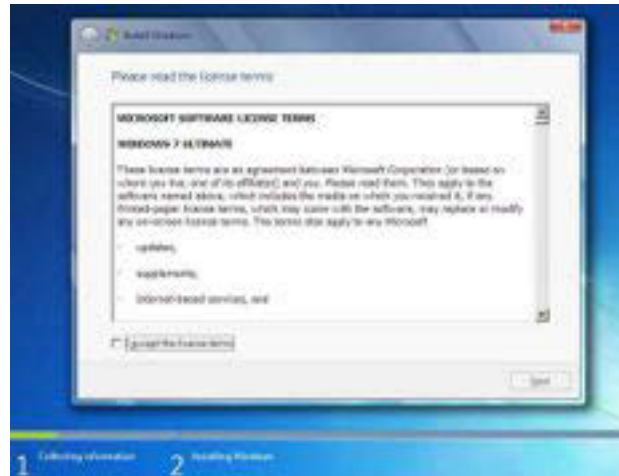 Install Windows
Please read the license terms
MICROSOFT SOFTWARE LICENSE TERMS
WINDOWS 7 ULTIMATE
These license terms are an agreement between Microsoft Corporation (or based on
where you live, one of its affiliates) and you. Please read them. They apply to the
software named above, which includes the media on which you received it, if any.
Printed-paper license terms, which may come with the software, may replace or modify
any on-screen license terms. The terms also apply to any Microsoft
· updates,
· supplements,
· Internet-based services, and
I accept the license terms
Next
1 Collecting information 2 Installing Windows